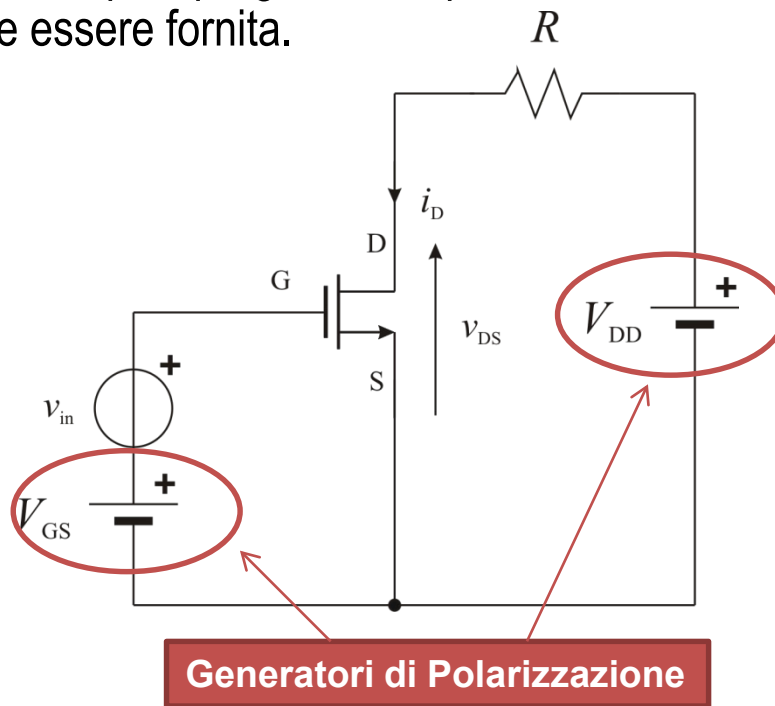 e essere fornita.
R
i_D
D
G
v_DS
S
+
V_DD
+
v_in
+
V_GS
Generatori di Polarizzazione